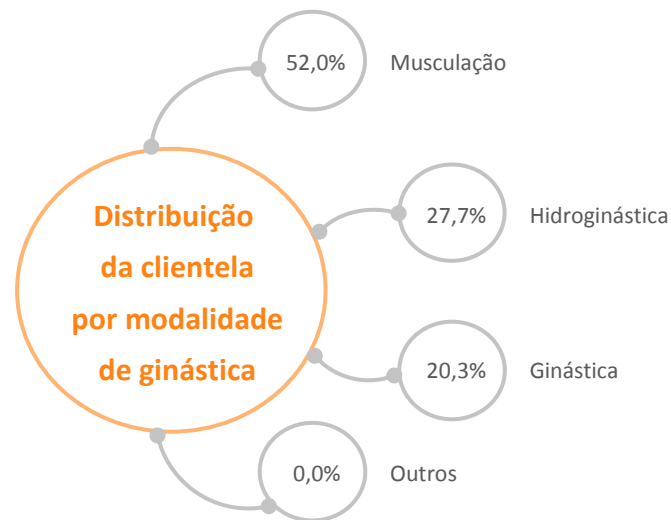 52,0% Musculação
Distribuição
da clientela
por modalidade
de ginástica
27,7% Hidroginástica
20,3% Ginástica
0,0% Outros